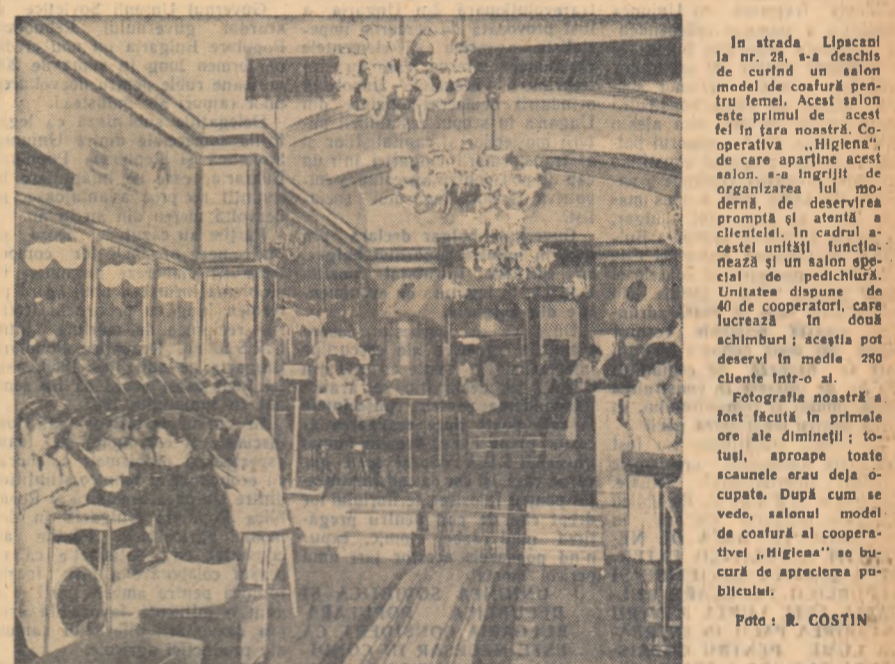 In strada Lipscani
la nr. 28, s-a deschis
de curînd un salon
model de coafură pen-
tru femei. Acest salon
este primul de acest
fel în țara noastră. Co-
operativa „Higiena“,
de care aparține acest
salon, s-a îngrijit de
organizarea lui mo-
dernă, de deservirea
promptă și atentă a
clientelei. În cadrul a-
cestei unități funcțio-
nează și un salon spe-
cial de pedichiură.
Unitatea dispune de
40 de cooperatori, care
lucrează în două
schimburi ; aceștia pot
deservi în medie 280
cliente într-o zi.
Fotografia noastră a
fost făcută în primele
ore ale dimineții ; to-
tuși, aproape toate
scaunele erau deja o-
cupate. După cum se
vede, salonul model
de coafură al coopera-
tivei „Higiena“ se bu-
cură de aprecierea pu-
blicului.
Foto : R. COSTIN